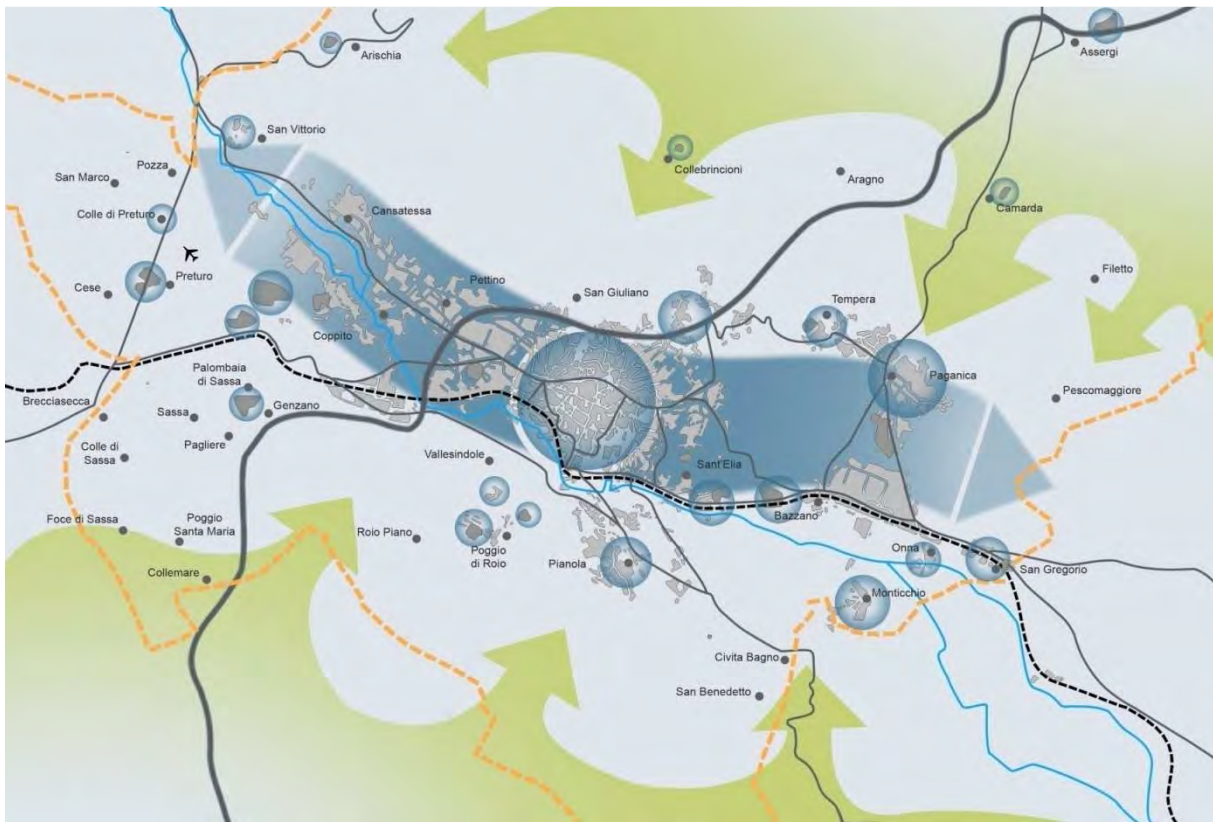 Arischia
Assergi
San Vittorio
Pozza
San Marco
Collebrincioni
Aragno
Colle di Preturo
Cansatessa
Camarda
Preturo
Cese
Pettino
San Giuliano
Filetto
Coppito
Tempera
Palombaia
di Sassa
Paganica
Brecciasecca
Sassa
Genzano
Pescomaggiore
Pagliere
Colle di
Sassa
Vallesindole
Sant'Elia
Foce di Sassa
Poggio
Santa Maria
Roio Piano
Poggio
di Roio
Bazzano
Pianola
Onna
San Gregorio
Collemare
Monticchio
Civita Bagno
San Benedetto